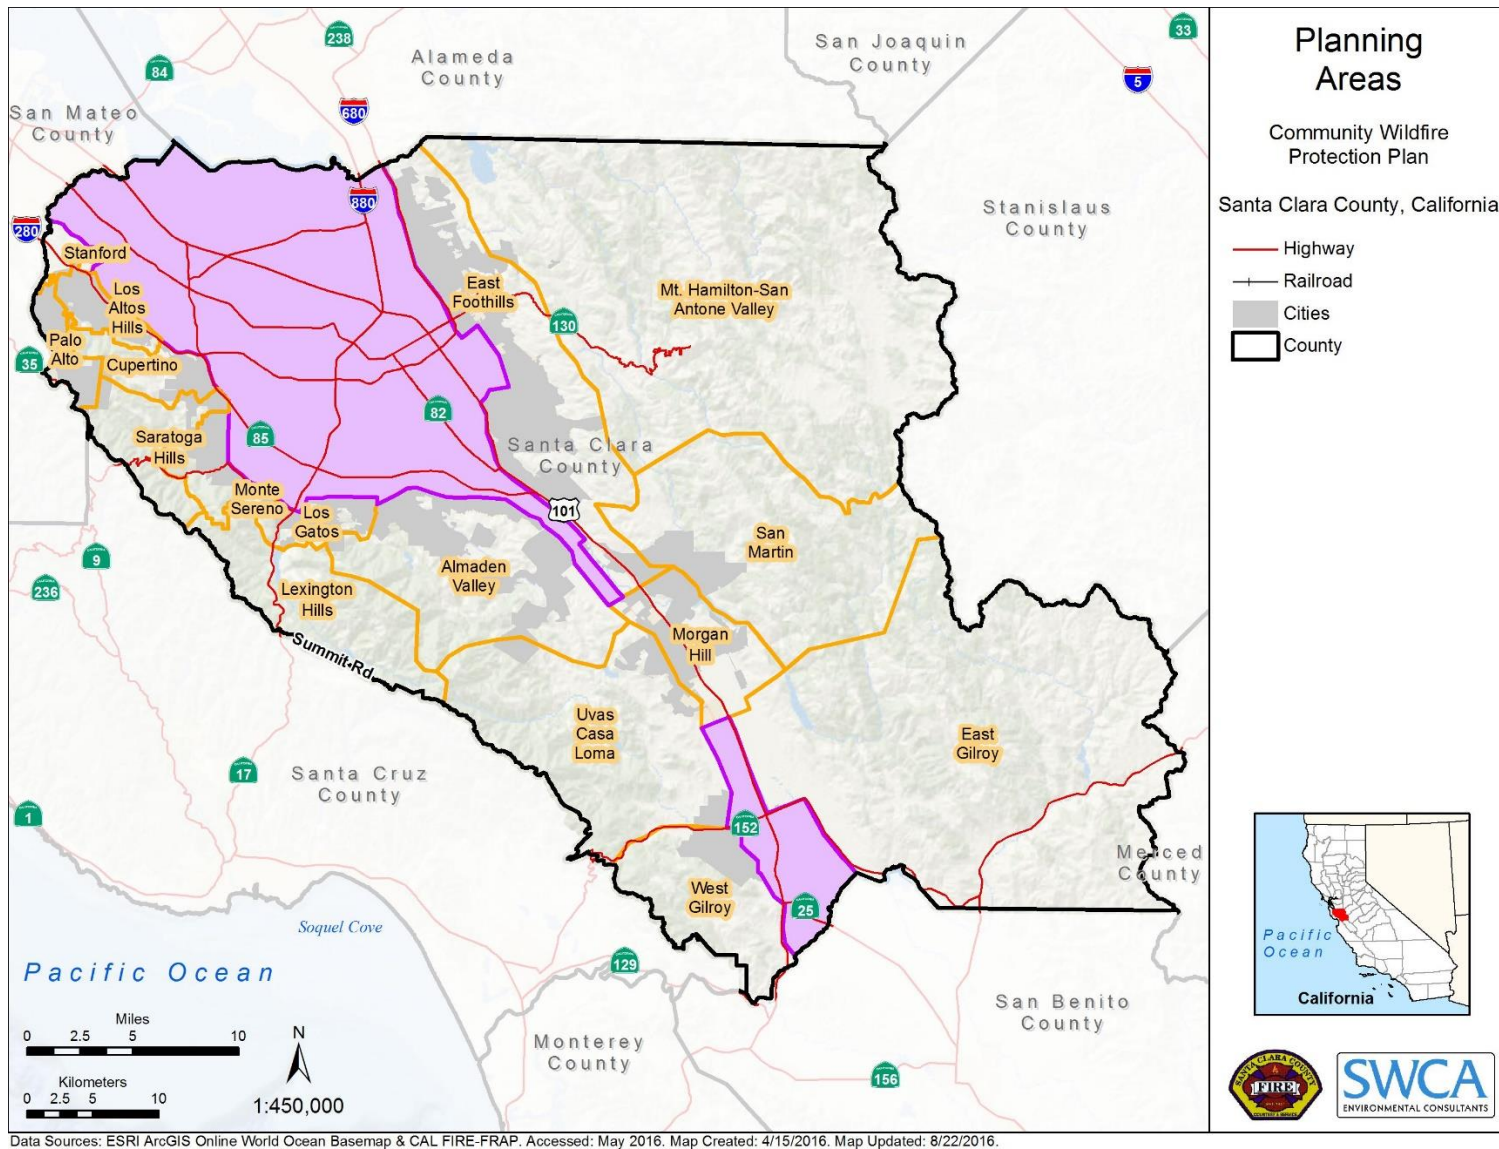 Planning
Areas
Community Wildfire
Protection Plan
Santa Clara County, California
Highway
Railroad
Cities
County
238
84
680
880
280
35
85
82
130
101
9
236
17
1
152
25
129
156
33
5
Alameda
County
San Joaquin
County
San Mateo
County
Stanislaus
County
Santa Clara
County
Santa Cruz
County
Merced
County
San Benito
County
Monterey
County
Stanford
Los
Altos
Hills
Palo
Alto
Cupertino
Saratoga
Hills
Monte
Sereno
Los
Gatos
Lexington
Hills
Almaden
Valley
East
Foothills
Mt. Hamilton-San
Antone Valley
San
Martin
Morgan
Hill
Uvas
Casa
Loma
East
Gilroy
West
Gilroy
Summit Rd
Soquel Cove
Pacific Ocean
Miles
0 2.5 5 10
Kilometers
0 2.5 5 10
N
1:450,000
Pacific
Ocean
California
SANTA CLARA COUNTY
FIRE
SWCA
ENVIRONMENTAL CONSULTANTS
Data Sources: ESRI ArcGIS Online World Ocean Basemap & CAL FIRE-FRAP. Accessed: May 2016. Map Created: 4/15/2016. Map Updated: 8/22/2016.